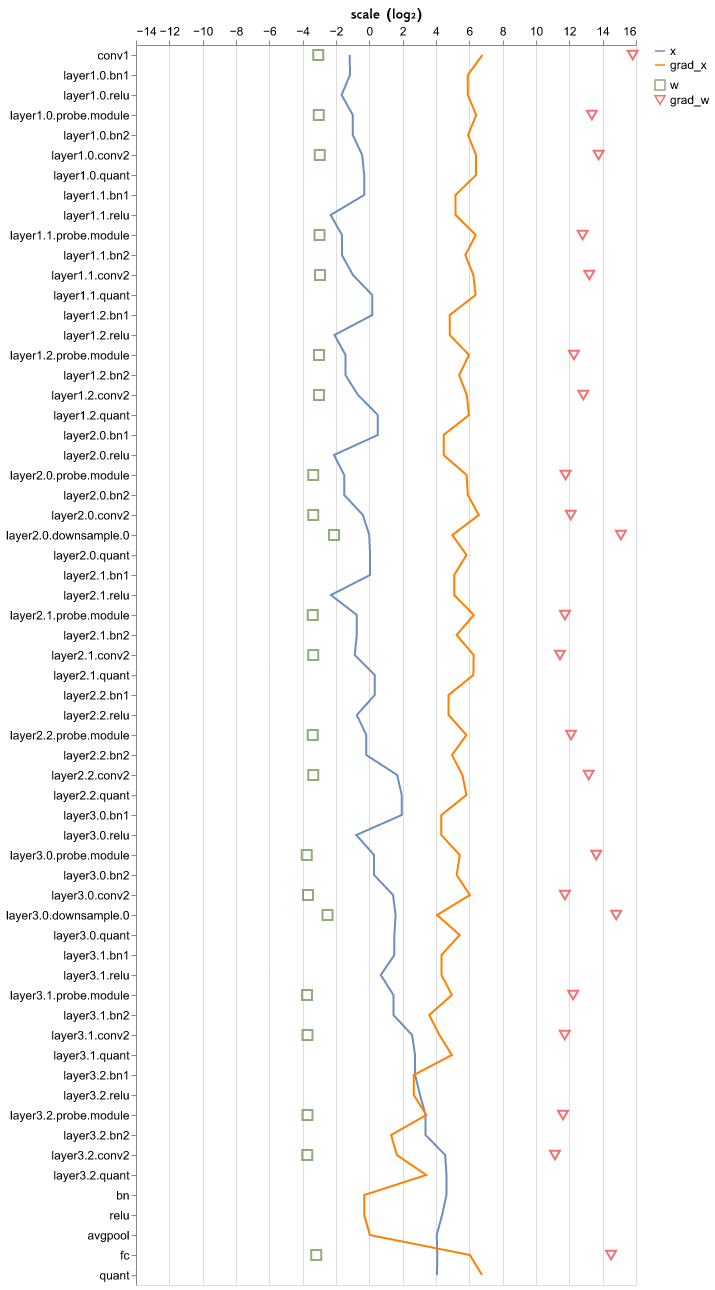 scale (log₂)
−14 −12 −10 −8 −6 −4 −2 0 2 4 6 8 10 12 14 16
x
grad_x
w
grad_w
conv1
layer1.0.bn1
layer1.0.relu
layer1.0.probe.module
layer1.0.bn2
layer1.0.conv2
layer1.0.quant
layer1.1.bn1
layer1.1.relu
layer1.1.probe.module
layer1.1.bn2
layer1.1.conv2
layer1.1.quant
layer1.2.bn1
layer1.2.relu
layer1.2.probe.module
layer1.2.bn2
layer1.2.conv2
layer1.2.quant
layer2.0.bn1
layer2.0.relu
layer2.0.probe.module
layer2.0.bn2
layer2.0.conv2
layer2.0.downsample.0
layer2.0.quant
layer2.1.bn1
layer2.1.relu
layer2.1.probe.module
layer2.1.bn2
layer2.1.conv2
layer2.1.quant
layer2.2.bn1
layer2.2.relu
layer2.2.probe.module
layer2.2.bn2
layer2.2.conv2
layer2.2.quant
layer3.0.bn1
layer3.0.relu
layer3.0.probe.module
layer3.0.bn2
layer3.0.conv2
layer3.0.downsample.0
layer3.0.quant
layer3.1.bn1
layer3.1.relu
layer3.1.probe.module
layer3.1.bn2
layer3.1.conv2
layer3.1.quant
layer3.2.bn1
layer3.2.relu
layer3.2.probe.module
layer3.2.bn2
layer3.2.conv2
layer3.2.quant
bn
relu
avgpool
fc
quant